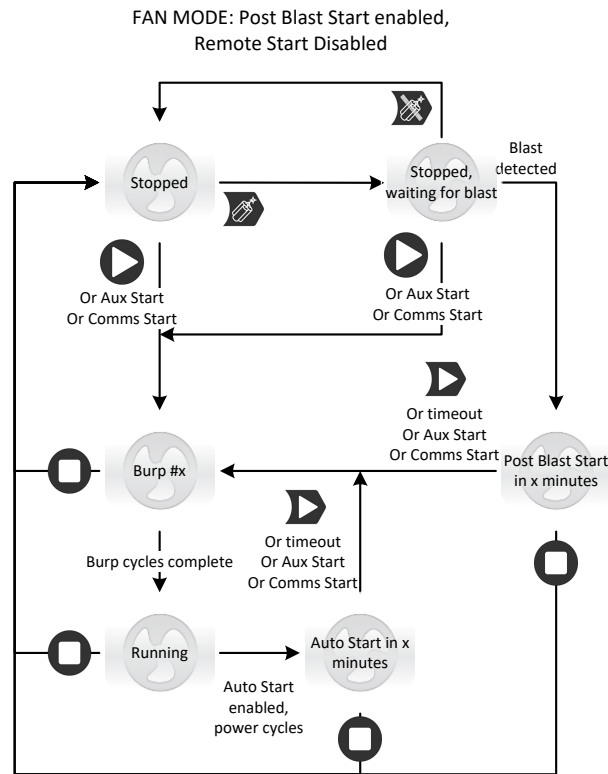 FAN MODE: Post Blast Start enabled,
Remote Start Disabled
Stopped
Stopped,
waiting for blast
Blast
detected
Or Aux Start
Or Comms Start
Or Aux Start
Or Comms Start
Or timeout
Or Aux Start
Or Comms Start
Burp #x
Post Blast Start
in x minutes
Or timeout
Or Aux Start
Or Comms Start
Burp cycles complete
Running
Auto Start in x
minutes
Auto Start
enabled,
power cycles